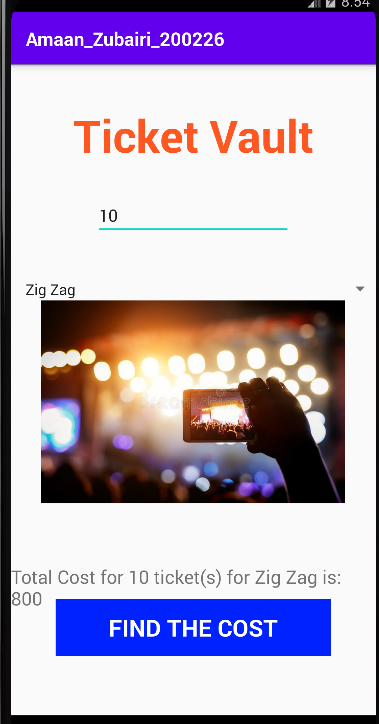 8:54
Amaan_Zubairi_200226
Ticket Vault
10
Zig Zag
Total Cost for 10 ticket(s) for Zig Zag is:
800
FIND THE COST